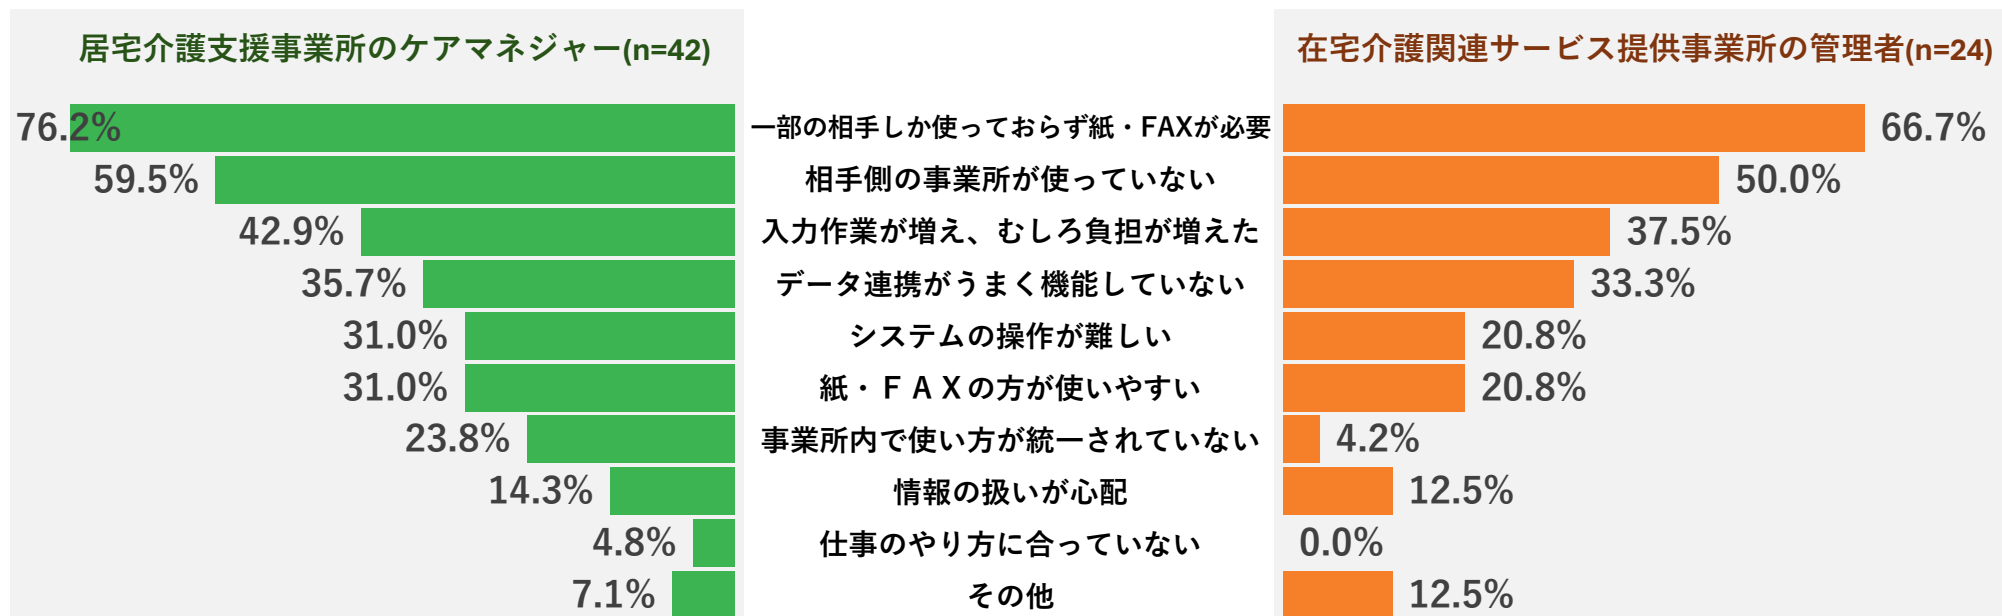 居宅介護支援事業所のケアマネジャー(n=42)
在宅介護関連サービス提供事業所の管理者(n=24)
76.2% 一部の相手しか使っておらず紙・FAXが必要 66.7%
59.5% 相手側の事業所が使っていない 50.0%
42.9% 入力作業が増え、むしろ負担が増えた 37.5%
35.7% データ連携がうまく機能していない 33.3%
31.0% システムの操作が難しい 20.8%
31.0% 紙・ＦＡＸの方が使いやすい 20.8%
23.8% 事業所内で使い方が統一されていない 4.2%
14.3% 情報の扱いが心配 12.5%
4.8% 仕事のやり方に合っていない 0.0%
7.1% その他 12.5%